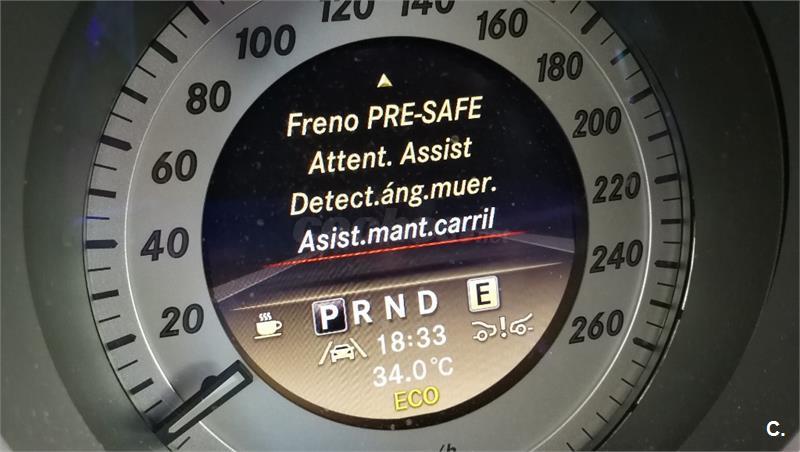 120 140
100 160
80 180
60 200
40 220
20 240
260
Freno PRE-SAFE
Attent. Assist
Detect.áng.muer.
Asist.mant.carril
P R N D E
18:33
34.0°C
ECO
/h
C.